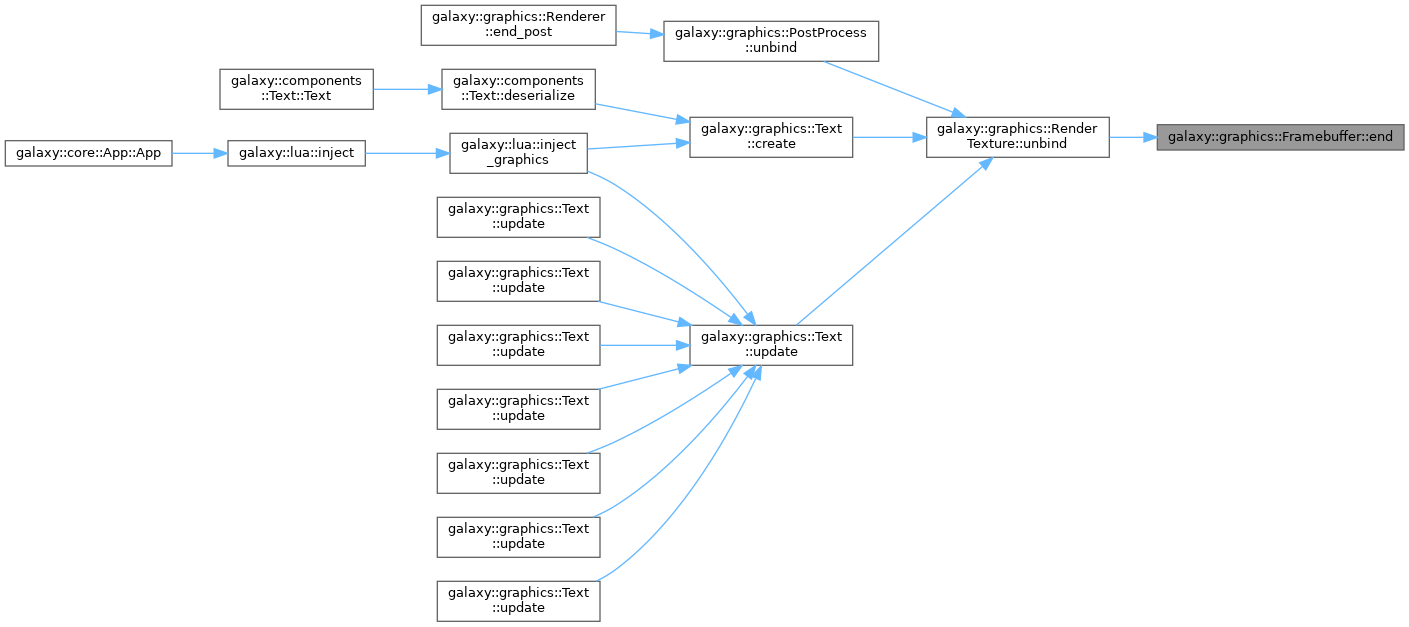 galaxy::graphics::Renderer
::end_post
galaxy::graphics::PostProcess
::unbind
galaxy::components
::Text::Text
galaxy::components
::Text::deserialize
galaxy::graphics::Text
::create
galaxy::graphics::Render
Texture::unbind
galaxy::graphics::Framebuffer::end
galaxy::core::App::App
galaxy::lua::inject
galaxy::lua::inject
_graphics
galaxy::graphics::Text
::update
galaxy::graphics::Text
::update
galaxy::graphics::Text
::update
galaxy::graphics::Text
::update
galaxy::graphics::Text
::update
galaxy::graphics::Text
::update
galaxy::graphics::Text
::update
galaxy::graphics::Text
::update